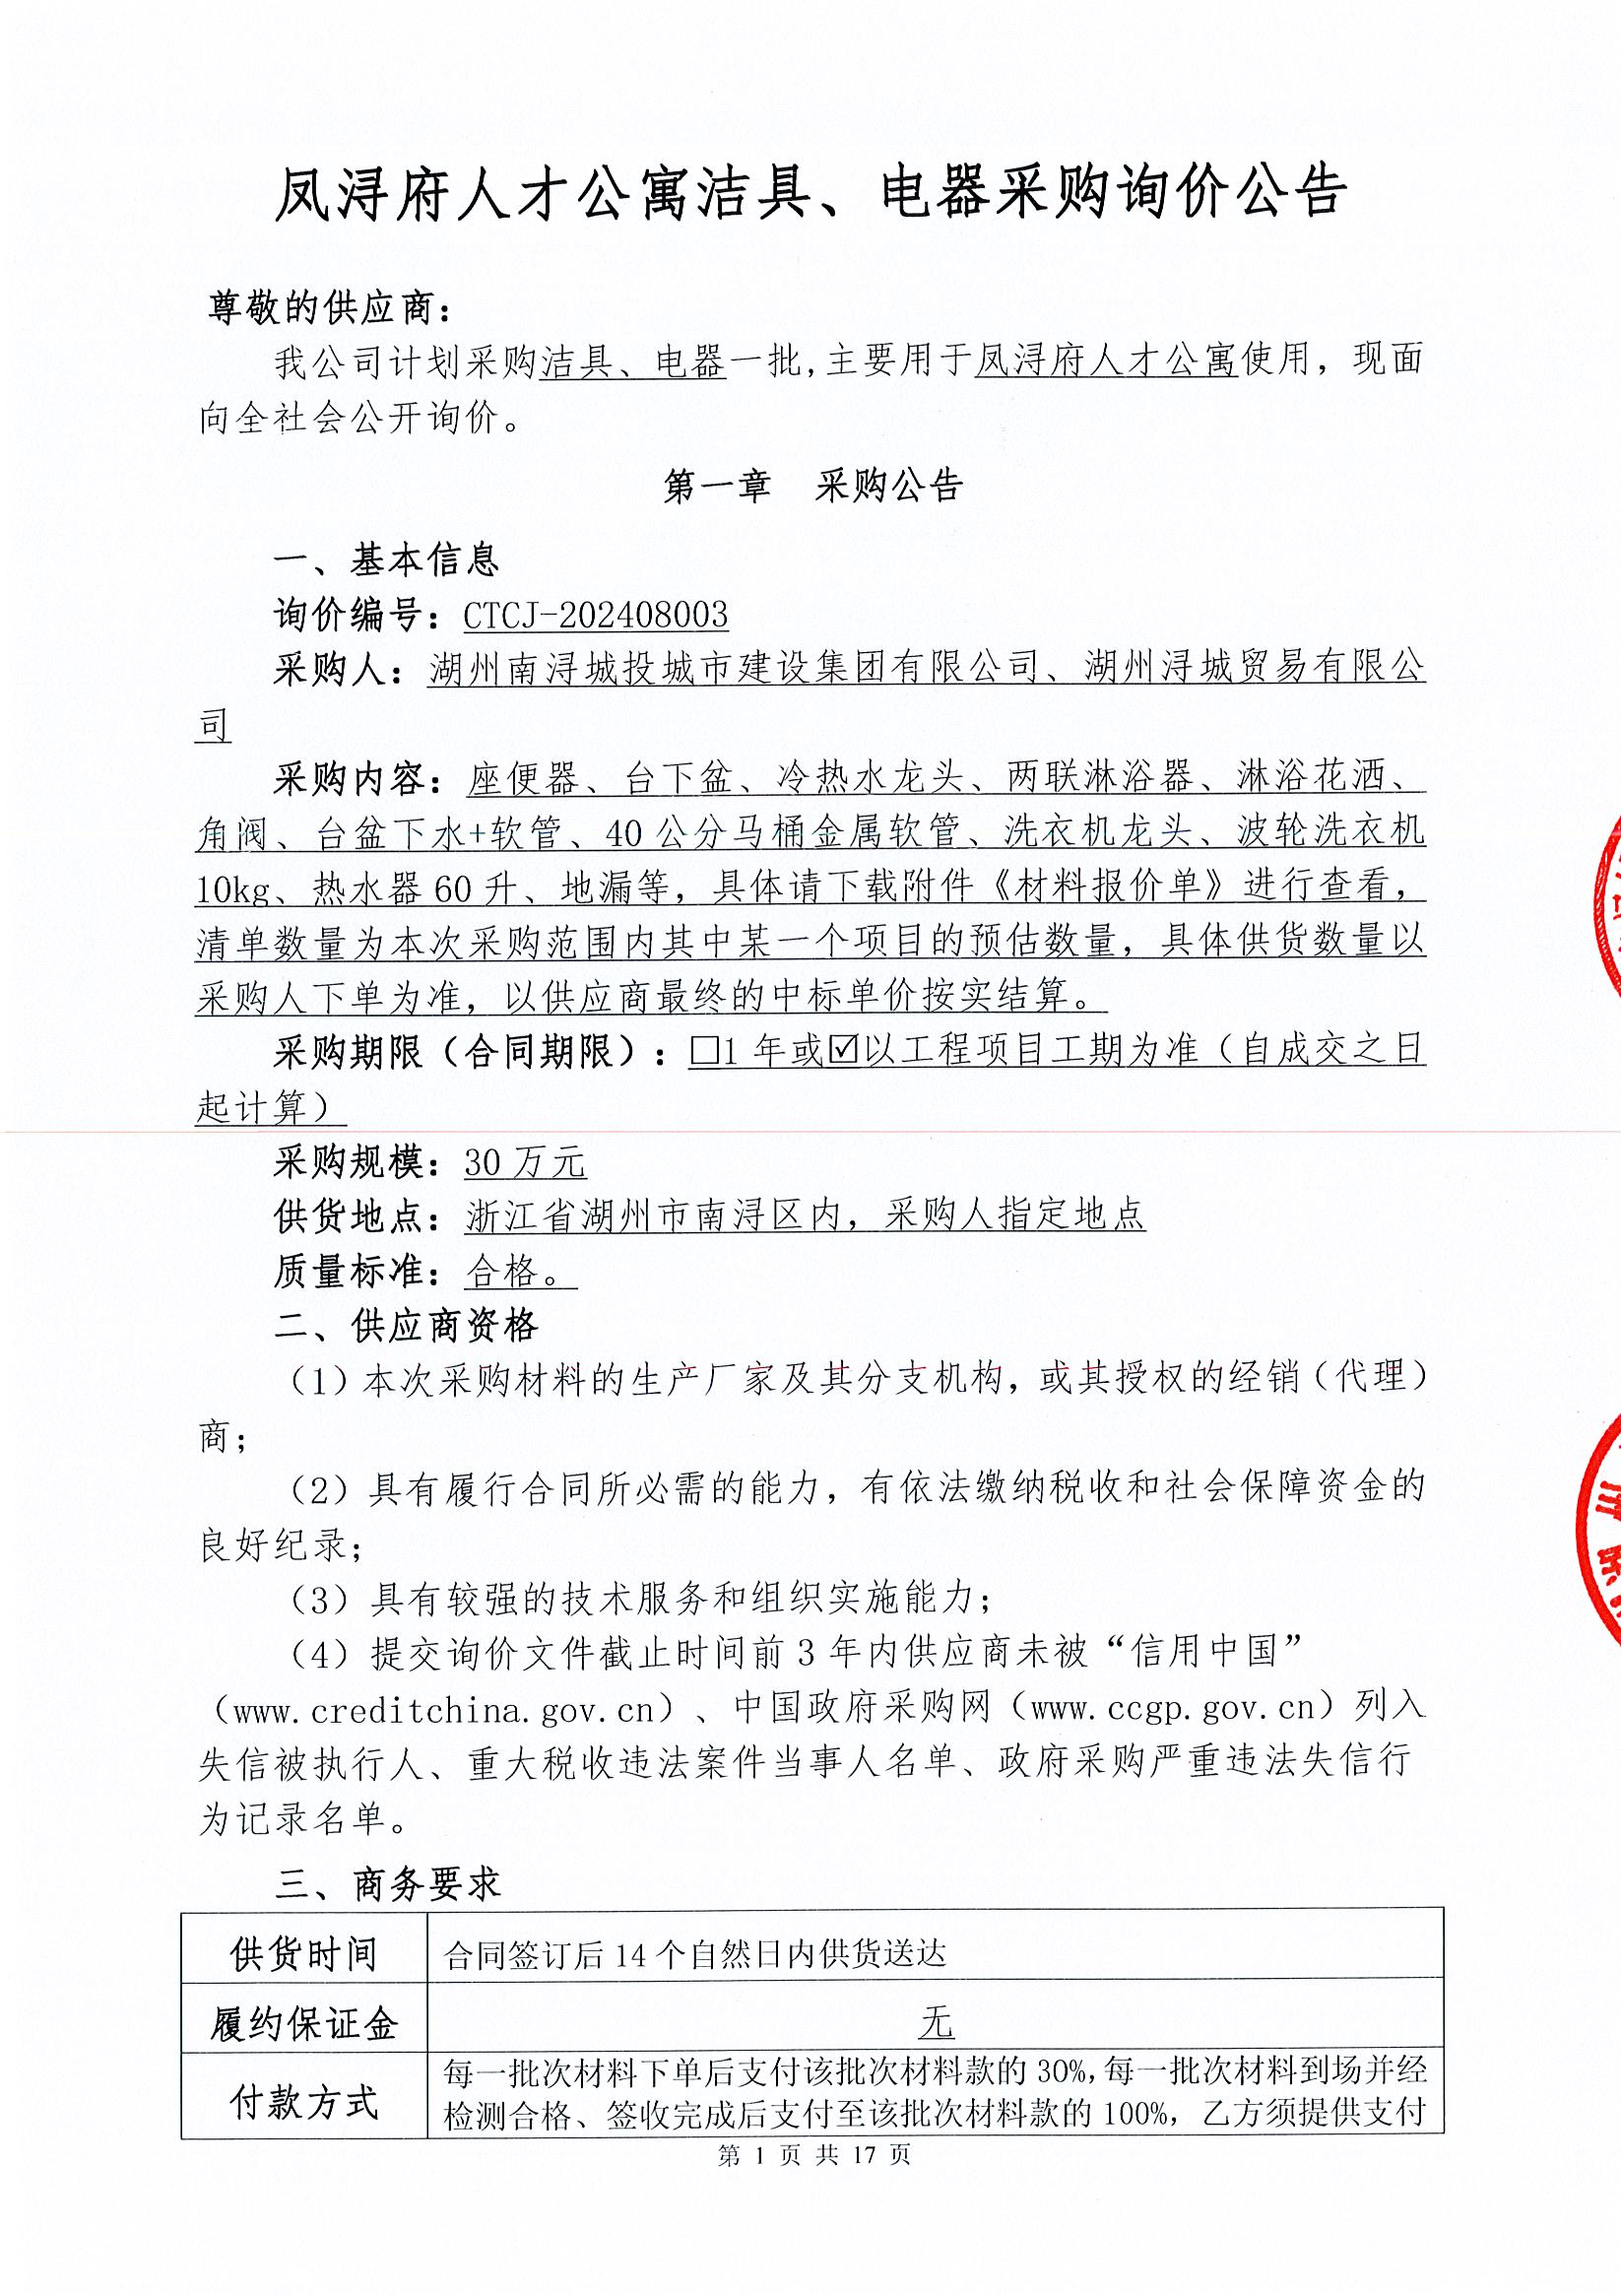 凤浔府人才公寓洁具、电器采购询价公告
尊敬的供应商：
我公司计划采购洁具、电器一批,主要用于凤浔府人才公寓使用，现面
向全社会公开询价。
第一章 采购公告
一、基本信息
询价编号：CTCJ-202408003
采购人：湖州南浔城投城市建设集团有限公司、湖州浔城贸易有限公
司
采购内容：座便器、台下盆、冷热水龙头、两联淋浴器、淋浴花洒、
角阀、台盆下水+软管、40 公分马桶金属软管、洗衣机龙头、波轮洗衣机
10kg、热水器 60 升、地漏等，具体请下载附件《材料报价单》进行查看，
清单数量为本次采购范围内其中某一个项目的预估数量，具体供货数量以
采购人下单为准，以供应商最终的中标单价按实结算。
采购期限（合同期限）：☐1 年或☑以工程项目工期为准（自成交之日
起计算）
采购规模：30 万元
供货地点：浙江省湖州市南浔区内，采购人指定地点
质量标准：合格。
二、供应商资格
（1）本次采购材料的生产厂家及其分支机构，或其授权的经销（代理）
商；
（2）具有履行合同所必需的能力，有依法缴纳税收和社会保障资金的
良好纪录；
（3）具有较强的技术服务和组织实施能力；
（4）提交询价文件截止时间前 3 年内供应商未被“信用中国”
（www.creditchina.gov.cn）、中国政府采购网（www.ccgp.gov.cn）列入
失信被执行人、重大税收违法案件当事人名单、政府采购严重违法失信行
为记录名单。
三、商务要求
供货时间 合同签订后 14 个自然日内供货送达
履约保证金 无
付款方式 每一批次材料下单后支付该批次材料款的 30%,每一批次材料到场并经
检测合格、签收完成后支付至该批次材料款的 100%，乙方须提供支付
第 1 页 共 17 页